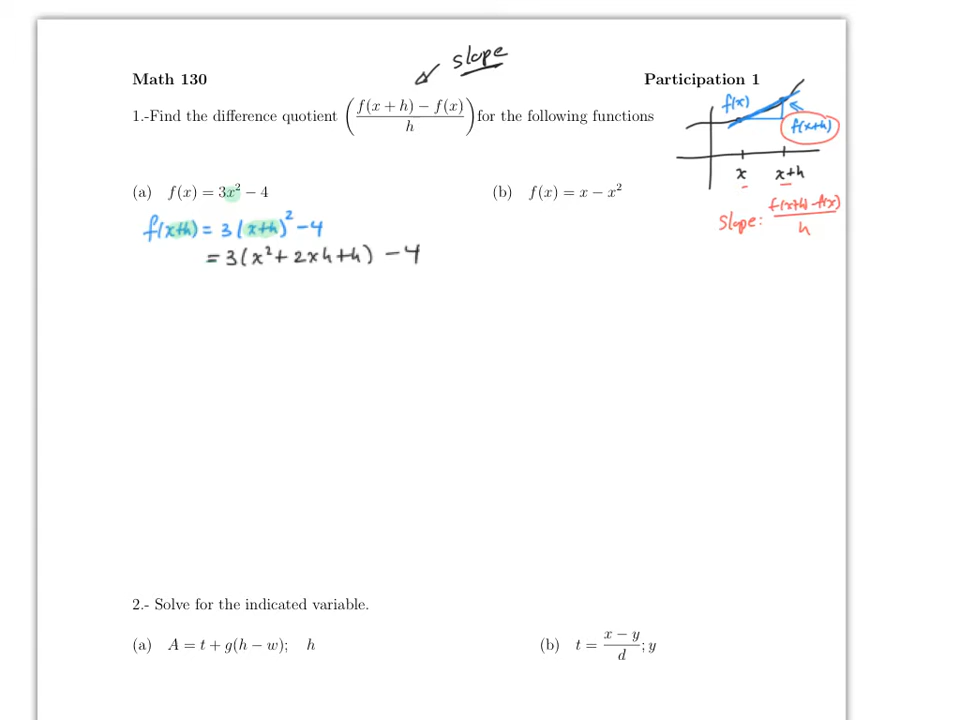 slope
Math 130 Participation 1
1.-Find the difference quotient (f(x + h) − f(x) / h) for the following functions
f(x)
f(x+h)
x x+h
slope: f(x+h) - f(x) / h
(a) f(x) = 3x² − 4 (b) f(x) = x − x²
f(x+h) = 3(x+h)² - 4
= 3(x² + 2xh + h) - 4
2.- Solve for the indicated variable.
(a) A = t + g(h − w); h (b) t = x − y / d ; y